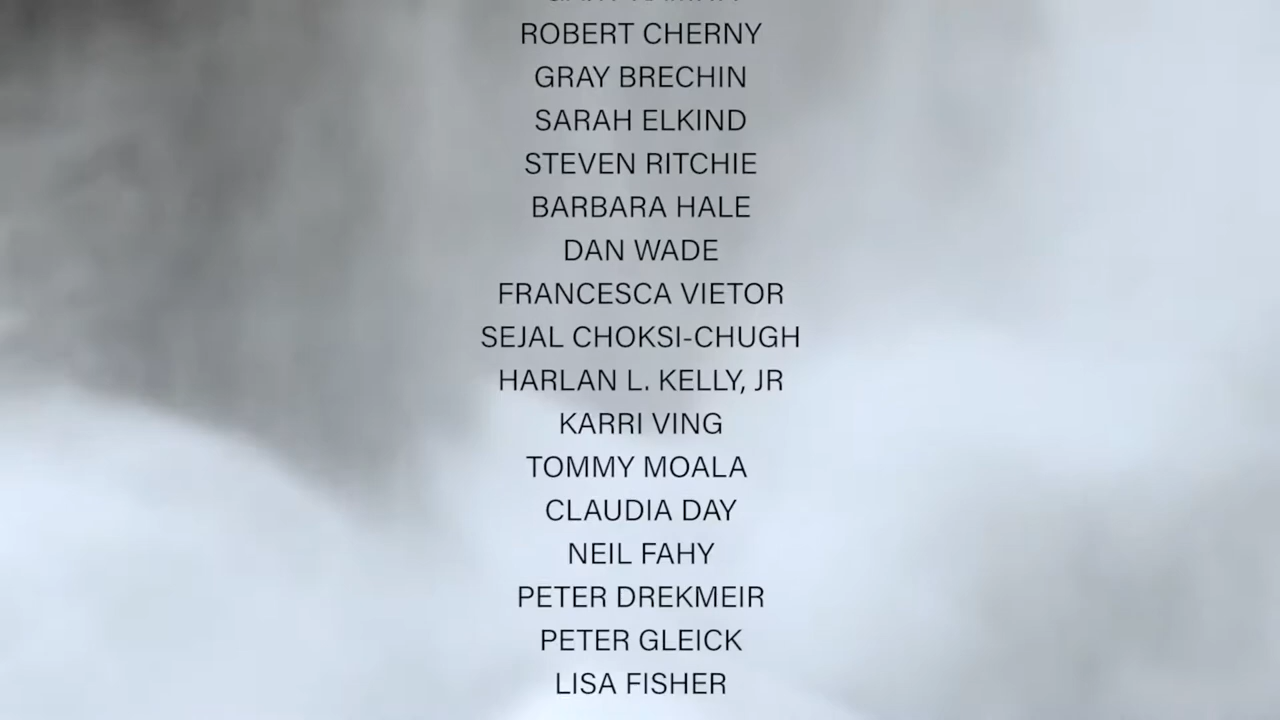 ROBERT CHERNY
GRAY BRECHIN
SARAH ELKIND
STEVEN RITCHIE
BARBARA HALE
DAN WADE
FRANCESCA VIETOR
SEJAL CHOKSI-CHUGH
HARLAN L. KELLY, JR
KARRI VING
TOMMY MOALA
CLAUDIA DAY
NEIL FAHY
PETER DREKMEIR
PETER GLEICK
LISA FISHER